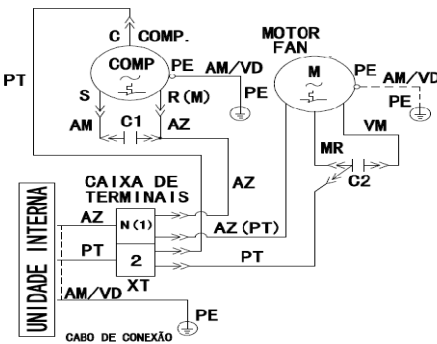 C COMP.
MOTOR
FAN
COMP
PE
AM/VD
M
PE
AM/VD
PT
S
R(M)
PE
PE
AM
C1
AZ
VM
MR
C2
AZ
CAIXA DE
TERMINAIS
UNIDADE INTERNA
AZ
N(1)
AZ(PT)
PT
2
PT
XT
AM/VD
PE
CABO DE CONEXÃO